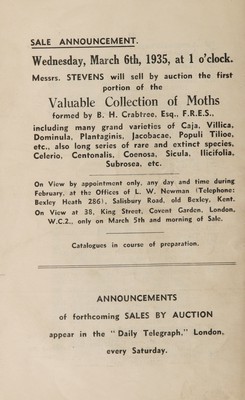 SALE ANNOUNCEMENT.
Wednesday, March 6th, 1935, at 1 o'clock.
Messrs. STEVENS will sell by auction the first
portion of the
Valuable Collection of Moths
formed by B. H. Crabtree, Esq., F.R.E.S.,
including many grand varieties of Caja, Villica,
Dominula, Plantaginis, Jacobacae, Populi Tilioe,
etc., also long series of rare and extinct species,
Celerio, Centonalis, Coenosa, Sicula, Ilicifolia,
Subrosea, etc.
On View by appointment only, any day and time during
February, at the Offices of L. W. Newman (Telephone:
Bexley Heath 286), Salisbury Road, old Bexley, Kent.
On View at 38, King Street, Covent Garden, London,
W.C.2., only on March 5th and morning of Sale.
Catalogues in course of preparation.
ANNOUNCEMENTS
of forthcoming SALES BY AUCTION
appear in the "Daily Telegraph," London,
every Saturday.